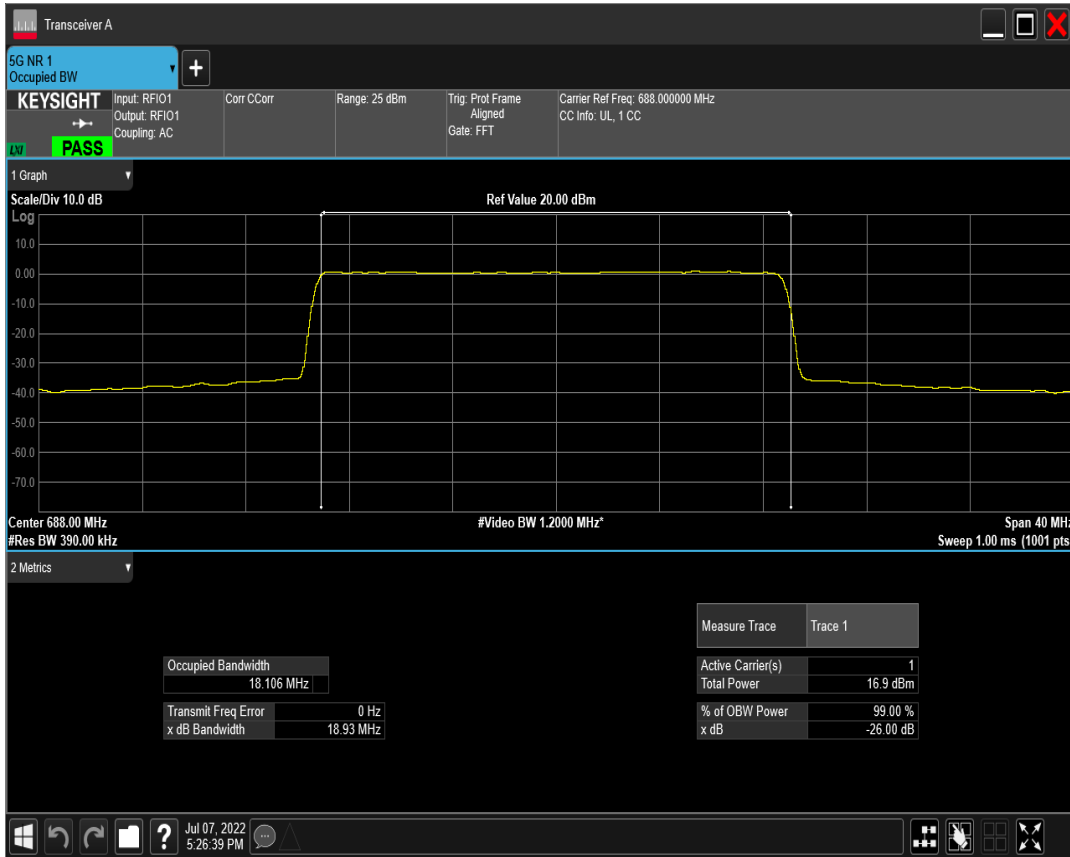 Transceiver A
5G NR 1
Occupied BW
KEYSIGHT
LXI
PASS
Input: RFIO1
Output: RFIO1
Coupling: AC
Corr CCorr
Range: 25 dBm
Trig: Prot Frame
Aligned
Gate: FFT
Carrier Ref Freq: 688.000000 MHz
CC Info: UL, 1 CC
1 Graph
Scale/Div 10.0 dB
Ref Value 20.00 dBm
Log
10.0
0.00
-10.0
-20.0
-30.0
-40.0
-50.0
-60.0
-70.0
Center 688.00 MHz
#Video BW 1.2000 MHz*
Span 40 MHz
#Res BW 390.00 kHz
Sweep 1.00 ms (1001 pts
2 Metrics
Measure Trace Trace 1
Occupied Bandwidth
18.106 MHz
Active Carrier(s) 1
Total Power 16.9 dBm
Transmit Freq Error 0 Hz
x dB Bandwidth 18.93 MHz
% of OBW Power 99.00 %
x dB -26.00 dB
?
Jul 07, 2022
5:26:39 PM